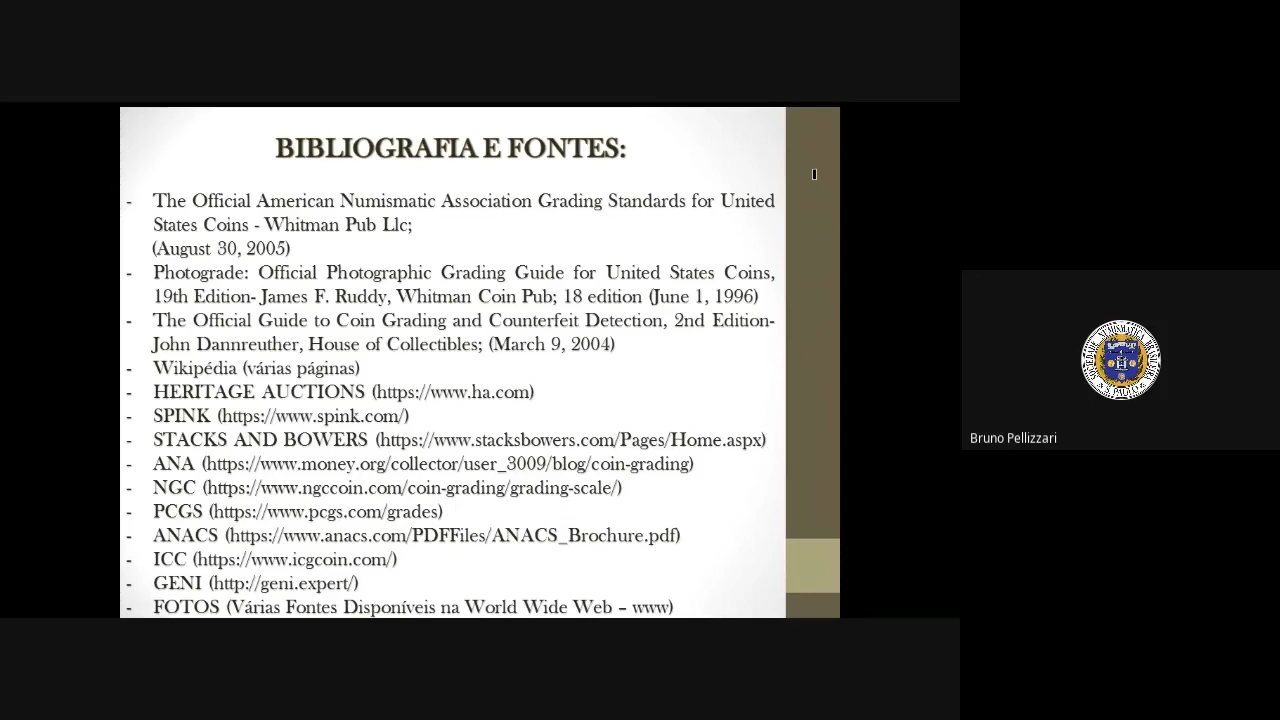 BIBLIOGRAFIA E FONTES:
- The Official American Numismatic Association Grading Standards for United
States Coins - Whitman Pub Llc;
(August 30, 2005)
- Photograde: Official Photographic Grading Guide for United States Coins,
19th Edition- James F. Ruddy, Whitman Coin Pub; 18 edition (June 1, 1996)
- The Official Guide to Coin Grading and Counterfeit Detection, 2nd Edition-
John Dannreuther, House of Collectibles; (March 9, 2004)
- Wikipédia (várias páginas)
- HERITAGE AUCTIONS (https://www.ha.com)
- SPINK (https://www.spink.com/)
- STACKS AND BOWERS (https://www.stacksbowers.com/Pages/Home.aspx)
- ANA (https://www.money.org/collector/user_3009/blog/coin-grading)
- NGC (https://www.ngccoin.com/coin-grading/grading-scale/)
- PCGS (https://www.pcgs.com/grades)
- ANACS (https://www.anacs.com/PDFFiles/ANACS_Brochure.pdf)
- ICC (https://www.icgcoin.com/)
- GENI (http://geni.expert/)
- FOTOS (Várias Fontes Disponíveis na World Wide Web – www)
Bruno Pellizzari